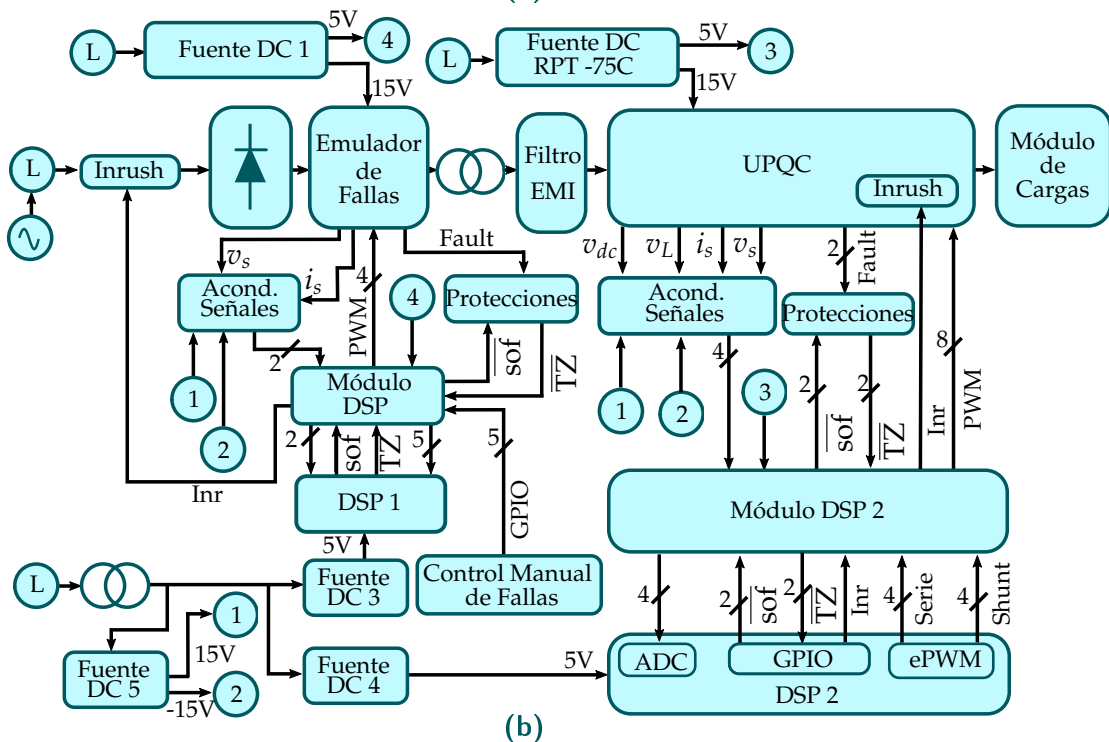 L
Fuente DC 1
5V
4
15V
L
Fuente DC
RPT -75C
5V
3
15V
L
Inrush
Emulador
de
Fallas
Filtro
EMI
UPQC
Inrush
Módulo
de
Cargas
v_s
i_s
Fault
v_dc
v_L
i_s
v_s
2
Fault
Acond.
Señales
4
PWM
4
Protecciones
Acond.
Señales
Protecciones
2
sof
TZ
1
2
Módulo
DSP
4
1
2
3
2
sof
2
TZ
Inr
8
PWM
2
sof
TZ
5
5
GPIO
Inr
DSP 1
Módulo DSP 2
5V
L
Fuente
DC 3
Control Manual
de Fallas
4
2
sof
2
TZ
Inr
4
Serie
4
Shunt
1
15V
Fuente
DC 5
-15V
2
Fuente
DC 4
5V
ADC
GPIO
ePWM
DSP 2
(b)